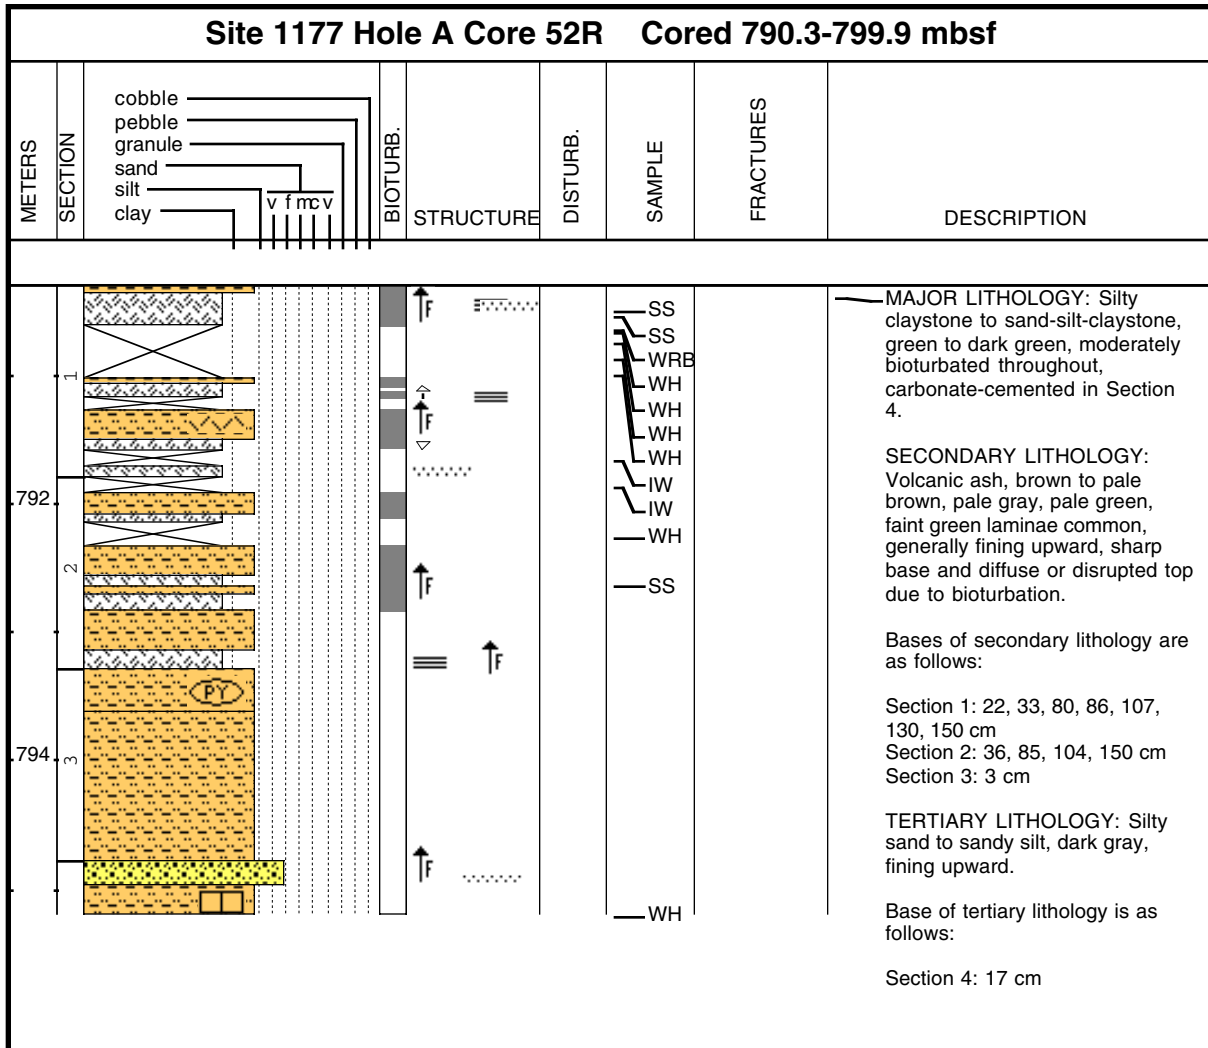 Site 1177 Hole A Core 52R Cored 790.3-799.9 mbsf
METERS
SECTION
cobble
pebble
granule
sand
silt
v f m c v
clay
BIOTURB.
STRUCTURE
DISTURB.
SAMPLE
FRACTURES
DESCRIPTION
1
792
2
PY
794
3
F
F
F
F
F
SS
SS
WRB
WH
WH
WH
WH
IW
IW
WH
SS
WH
MAJOR LITHOLOGY: Silty
claystone to sand-silt-claystone,
green to dark green, moderately
bioturbated throughout,
carbonate-cemented in Section
4.
SECONDARY LITHOLOGY:
Volcanic ash, brown to pale
brown, pale gray, pale green,
faint green laminae common,
generally fining upward, sharp
base and diffuse or disrupted top
due to bioturbation.
Bases of secondary lithology are
as follows:
Section 1: 22, 33, 80, 86, 107,
130, 150 cm
Section 2: 36, 85, 104, 150 cm
Section 3: 3 cm
TERTIARY LITHOLOGY: Silty
sand to sandy silt, dark gray,
fining upward.
Base of tertiary lithology is as
follows:
Section 4: 17 cm